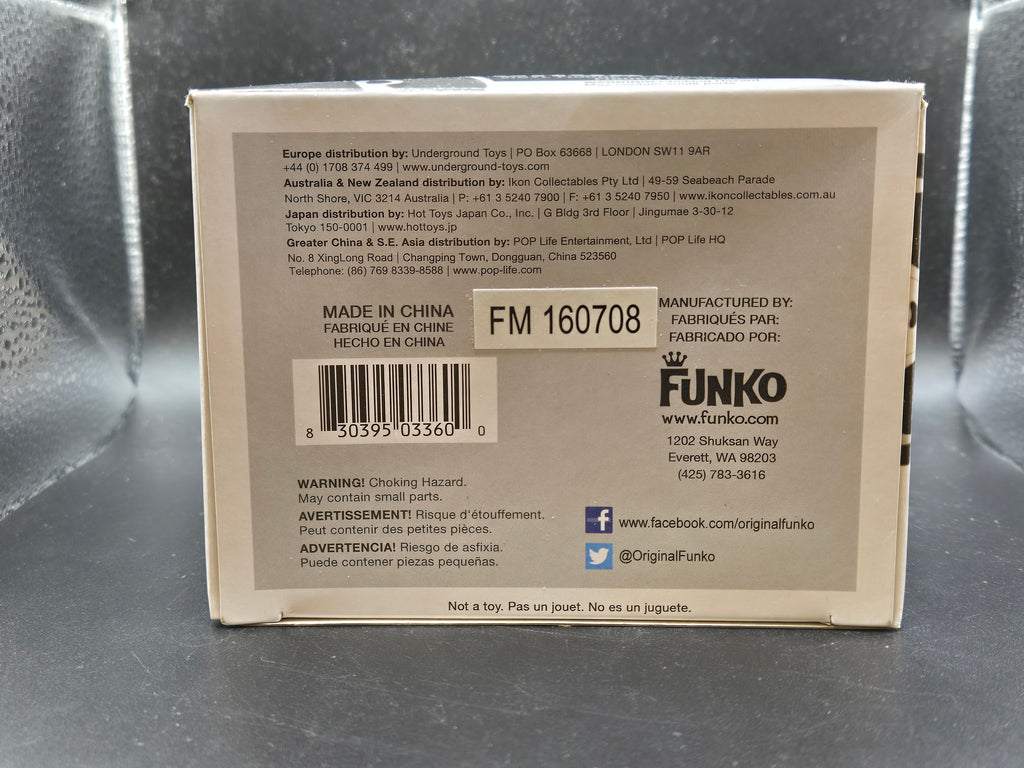 Europe distribution by: Underground Toys | PO Box 63668 | LONDON SW11 9AR
+44 (0) 1708 374 499 | www.underground-toys.com
Australia & New Zealand distribution by: Ikon Collectables Pty Ltd | 49-59 Seabeach Parade
North Shore, VIC 3214 Australia | P: +61 3 5240 7900 | F: +61 3 5240 7950 | www.ikoncollectables.com.au
Japan distribution by: Hot Toys Japan Co., Inc. | G Bldg 3rd Floor | Jingumae 3-30-12
Tokyo 150-0001 | www.hottoys.jp
Greater China & S.E. Asia distribution by: POP Life Entertainment, Ltd | POP Life HQ
No. 8 XingLong Road | Changping Town, Dongguan, China 523560
Telephone: (86) 769 8339-8588 | www.pop-life.com
MADE IN CHINA
FABRIQUÉ EN CHINE
HECHO EN CHINA
FM 160708
MANUFACTURED BY:
FABRIQUÉS PAR:
FABRICADO POR:
8 30395 03360 0
FUNKO
www.funko.com
1202 Shuksan Way
Everett, WA 98203
(425) 783-3616
WARNING! Choking Hazard.
May contain small parts.
AVERTISSEMENT! Risque d'étouffement.
Peut contenir des petites pièces.
ADVERTENCIA! Riesgo de asfixia.
Puede contener piezas pequeñas.
f www.facebook.com/originalfunko
@OriginalFunko
Not a toy. Pas un jouet. No es un juguete.